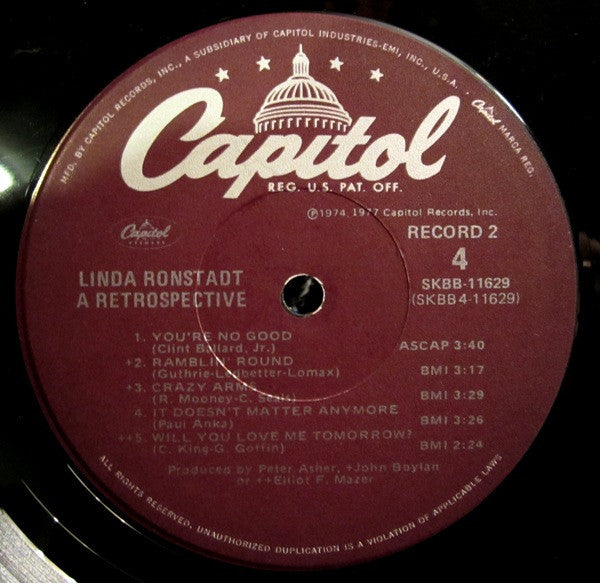 MFD. BY CAPITOL RECORDS, INC., A SUBSIDIARY OF CAPITOL INDUSTRIES-EMI, INC., U.S.A. • Capitol MARCA REG.
Capitol
REG. U.S. PAT. OFF.
℗1974, 1977 Capitol Records, Inc.
Capitol
RECORDS
RECORD 2
4
LINDA RONSTADT
A RETROSPECTIVE
SKBB-11629
(SKBB4-11629)
1. YOU'RE NO GOOD
(Clint Ballard, Jr.) ASCAP 3:40
+2. RAMBLIN' ROUND
(Guthrie-Ledbetter-Lomax) BMI 3:17
+3. CRAZY ARMS
(R. Mooney-C. Seals) BMI 3:29
4. IT DOESN'T MATTER ANYMORE
(Paul Anka) BMI 3:26
++5. WILL YOU LOVE ME TOMORROW?
(C. King-G. Goffin) BMI 2:24
Produced by Peter Asher, +John Boylan
or ++Elliot F. Mazer
ALL RIGHTS RESERVED. UNAUTHORIZED DUPLICATION IS A VIOLATION OF APPLICABLE LAWS